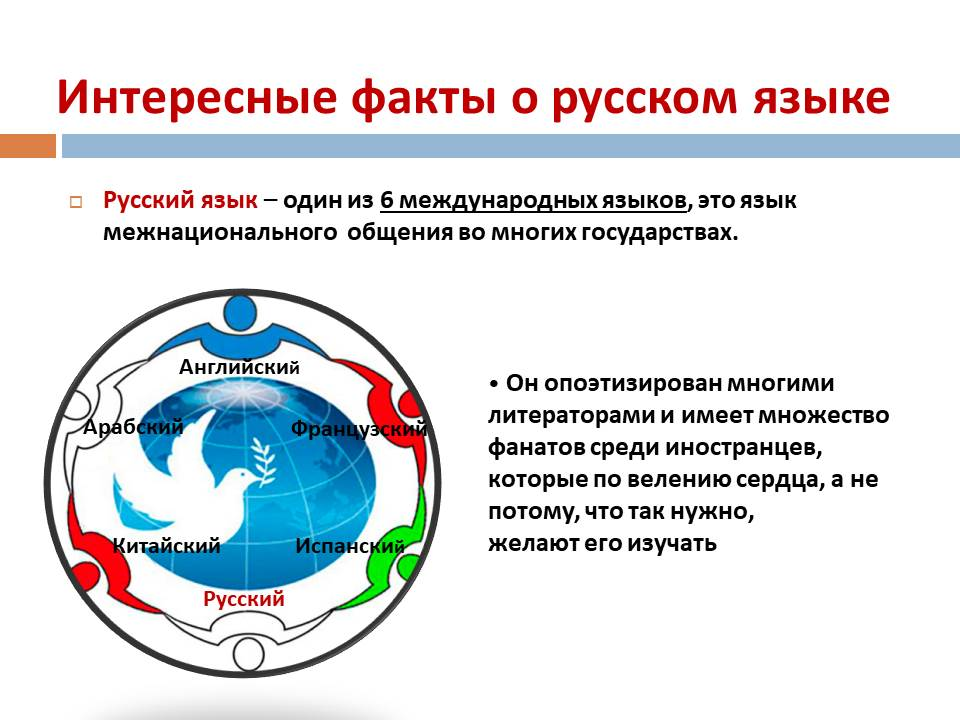 Интересные факты о русском языке
Русский язык – один из 6 международных языков, это язык
межнационального общения во многих государствах.
Английский
Арабский
Французский
Китайский
Испанский
Русский
• Он опоэтизирован многими
литераторами и имеет множество
фанатов среди иностранцев,
которые по велению сердца, а не
потому, что так нужно,
желают его изучать